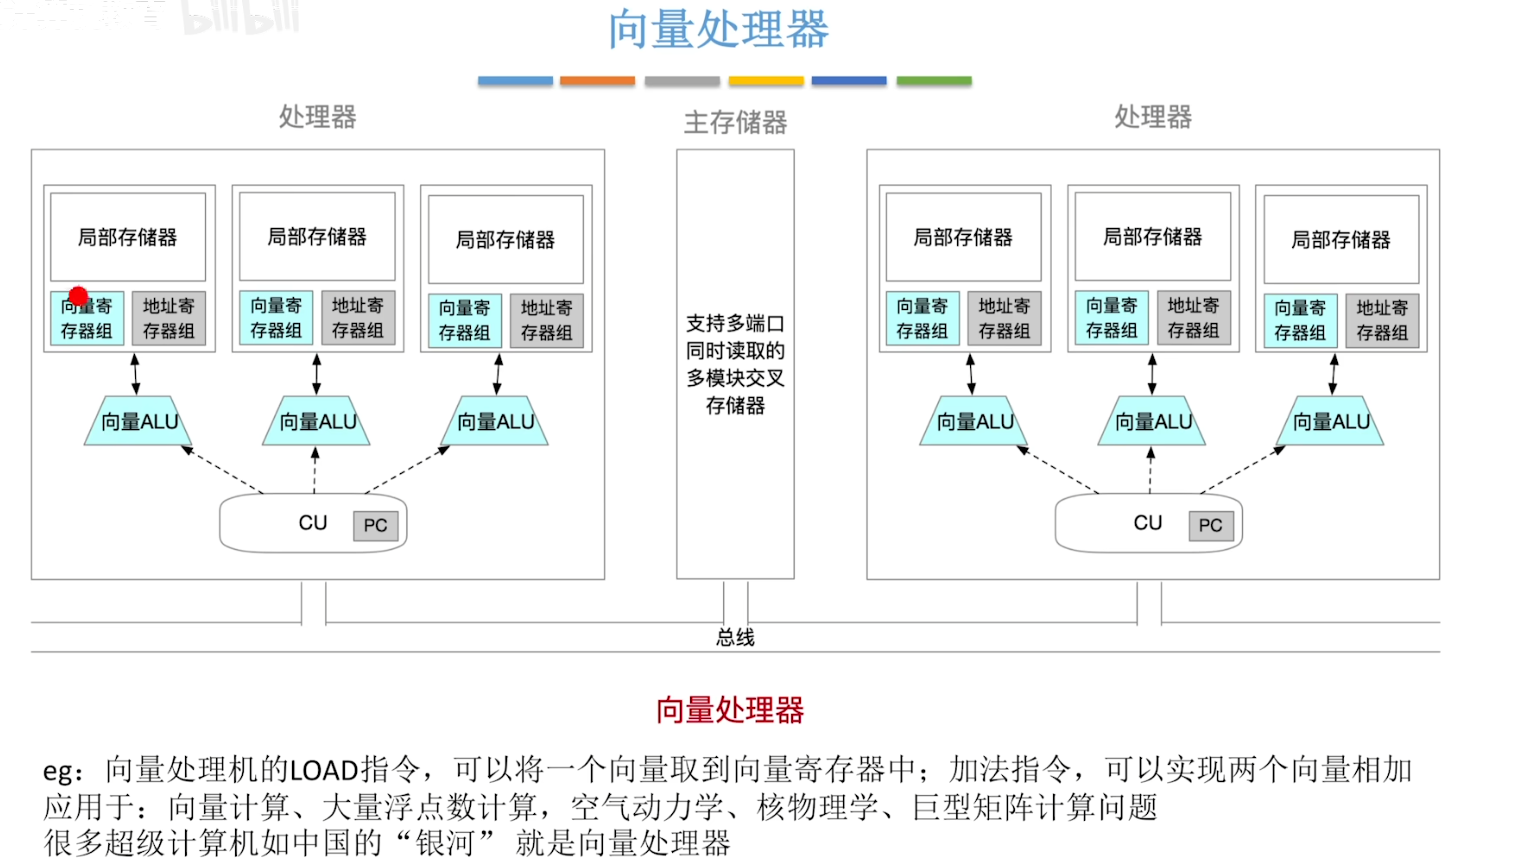 bilibili
向量处理器
处理器
主存储器
处理器
局部存储器
局部存储器
局部存储器
局部存储器
局部存储器
局部存储器
向量寄
存器组
地址寄
存器组
向量寄
存器组
地址寄
存器组
向量寄
存器组
地址寄
存器组
向量寄
存器组
地址寄
存器组
向量寄
存器组
地址寄
存器组
向量寄
存器组
地址寄
存器组
支持多端口
同时读取的
多模块交叉
存储器
向量ALU
向量ALU
向量ALU
向量ALU
向量ALU
向量ALU
CU
PC
CU
PC
总线
向量处理器
eg：向量处理机的LOAD指令，可以将一个向量取到向量寄存器中；加法指令，可以实现两个向量相加
应用于：向量计算、大量浮点数计算，空气动力学、核物理学、巨型矩阵计算问题
很多超级计算机如中国的“银河” 就是向量处理器